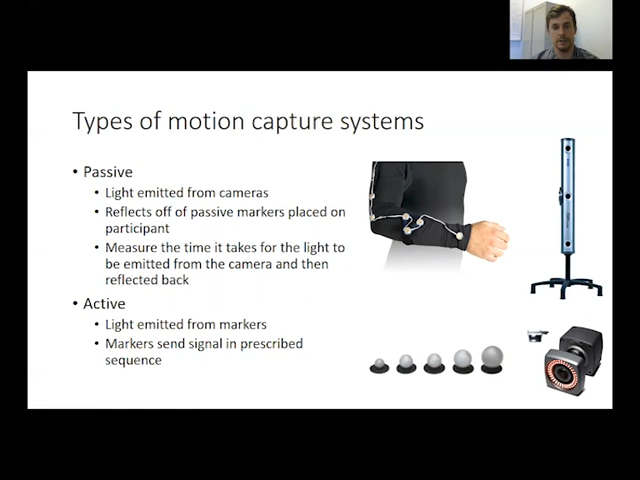 Types of motion capture systems
• Passive
• Light emitted from cameras
• Reflects off of passive markers placed on
participant
• Measure the time it takes for the light to
be emitted from the camera and then
reflected back
• Active
• Light emitted from markers
• Markers send signal in prescribed
sequence